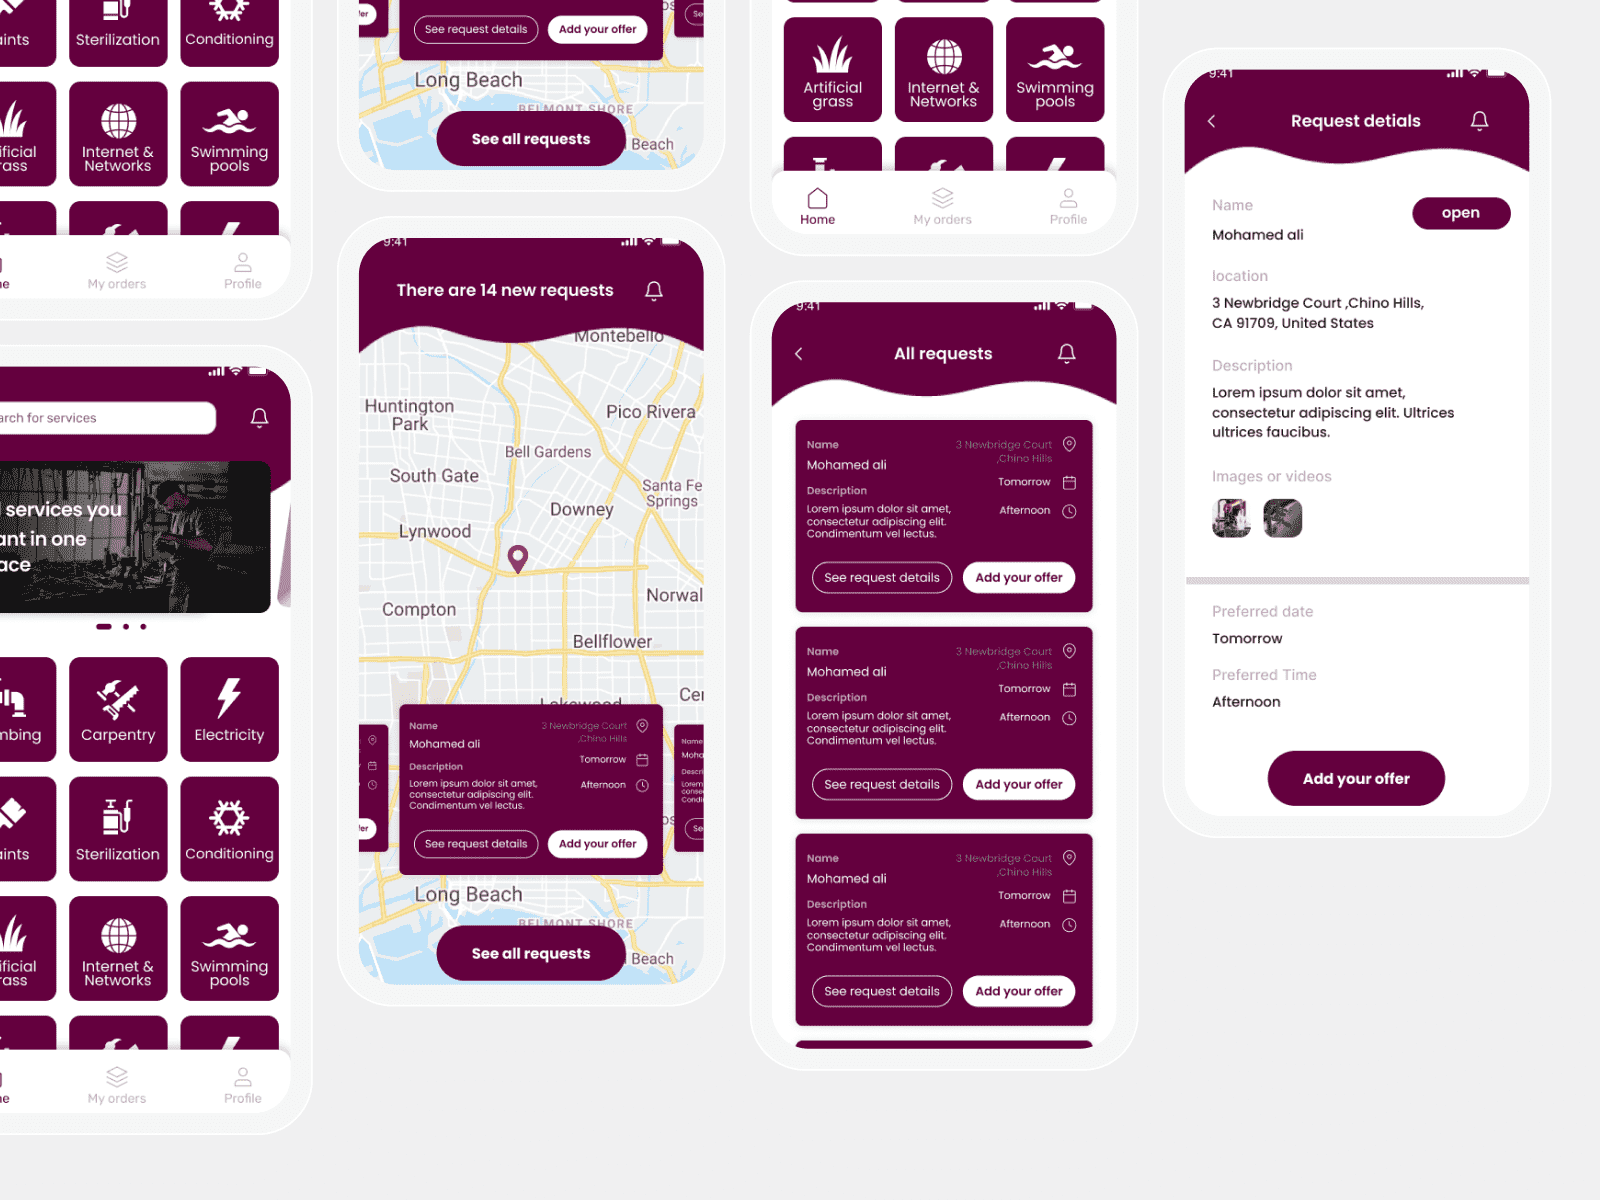 Sterilization
Conditioning
Internet &
Networks
Swimming
pools
My orders
Profile
search for services
services you
in one
Carpentry
Electricity
Sterilization
Conditioning
Internet &
Networks
Swimming
pools
My orders
Profile
See request details
Add your offer
Long Beach
BELMONT SHORE
Beach
See all requests
9:41
There are 14 new requests
Montebello
Huntington
Park
Pico Rivera
Bell Gardens
South Gate
Santa Fe
Springs
Downey
Lynwood
Compton
Bellflower
Lakewood
Name
Mohamed ali
Description
Lorem ipsum dolor sit amet,
consectetur adipiscing elit.
Condimentum vel lectus.
3 Newbridge Court
,Chino Hills
Tomorrow
Afternoon
See request details
Add your offer
Long Beach
BELMONT SHORE
Beach
See all requests
Artificial
grass
Internet &
Networks
Swimming
pools
Home
My orders
Profile
9:41
All requests
Name
Mohamed ali
Description
Lorem ipsum dolor sit amet,
consectetur adipiscing elit.
Condimentum vel lectus.
3 Newbridge Court
,Chino Hills
Tomorrow
Afternoon
See request details
Add your offer
Name
Mohamed ali
Description
Lorem ipsum dolor sit amet,
consectetur adipiscing elit.
Condimentum vel lectus.
3 Newbridge Court
,Chino Hills
Tomorrow
Afternoon
See request details
Add your offer
Name
Mohamed ali
Description
Lorem ipsum dolor sit amet,
consectetur adipiscing elit.
Condimentum vel lectus.
3 Newbridge Court
,Chino Hills
Tomorrow
Afternoon
See request details
Add your offer
9:41
Request detials
Name
open
Mohamed ali
location
3 Newbridge Court ,Chino Hills,
CA 91709, United States
Description
Lorem ipsum dolor sit amet,
consectetur adipiscing elit. Ultrices
ultrices faucibus.
Images or videos
Preferred date
Tomorrow
Preferred Time
Afternoon
Add your offer